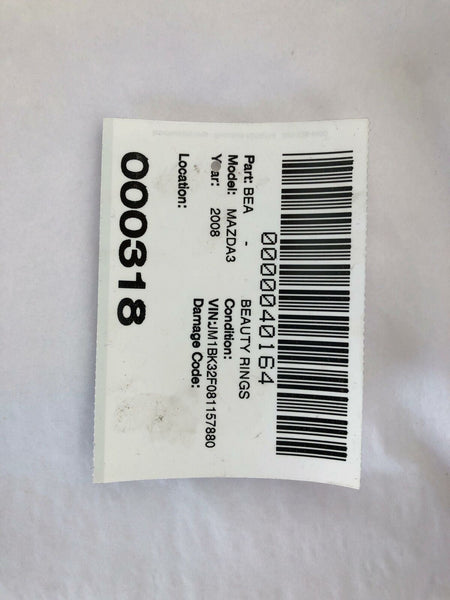 0000040164
Part: BEA - BEAUTY RINGS
Model: MAZDA3 Condition:
Year: 2008 VIN:JM1BK32F081157880
Damage Code:
Location:
000318